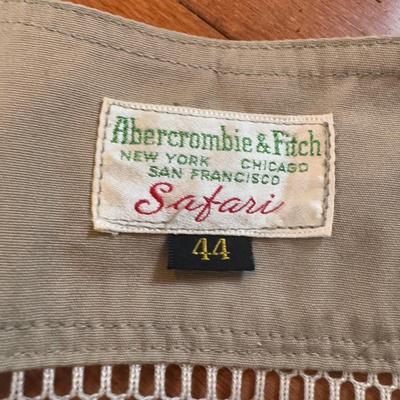 Abercrombie & Fitch
NEW YORK CHICAGO
SAN FRANCISCO
Safari
44